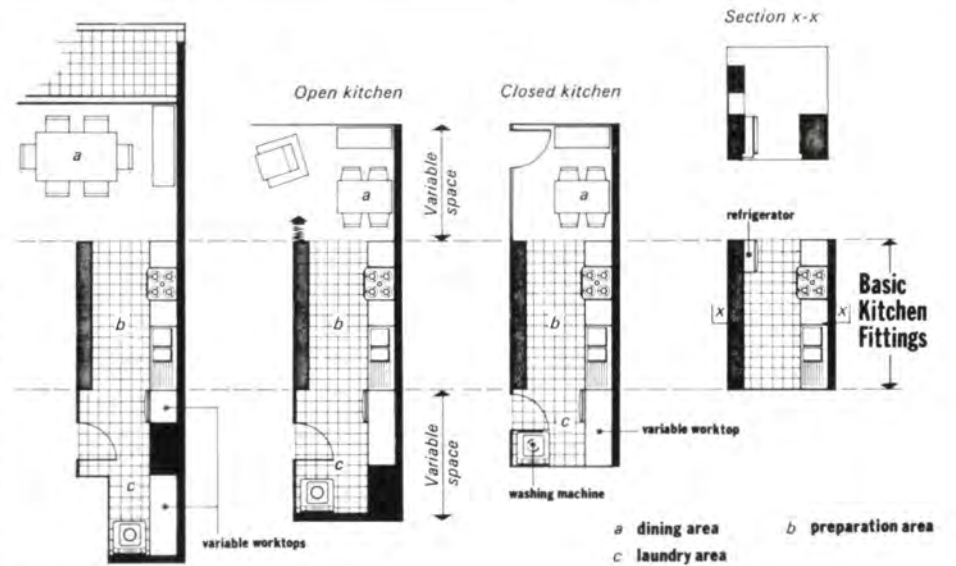 Section x-x
Open kitchen
Closed kitchen
a
a
a
Variable
space
refrigerator
b
b
b
x
x
Basic
Kitchen
Fittings
c
c
c
Variable
space
variable worktop
washing machine
variable worktops
a dining area
b preparation area
c laundry area